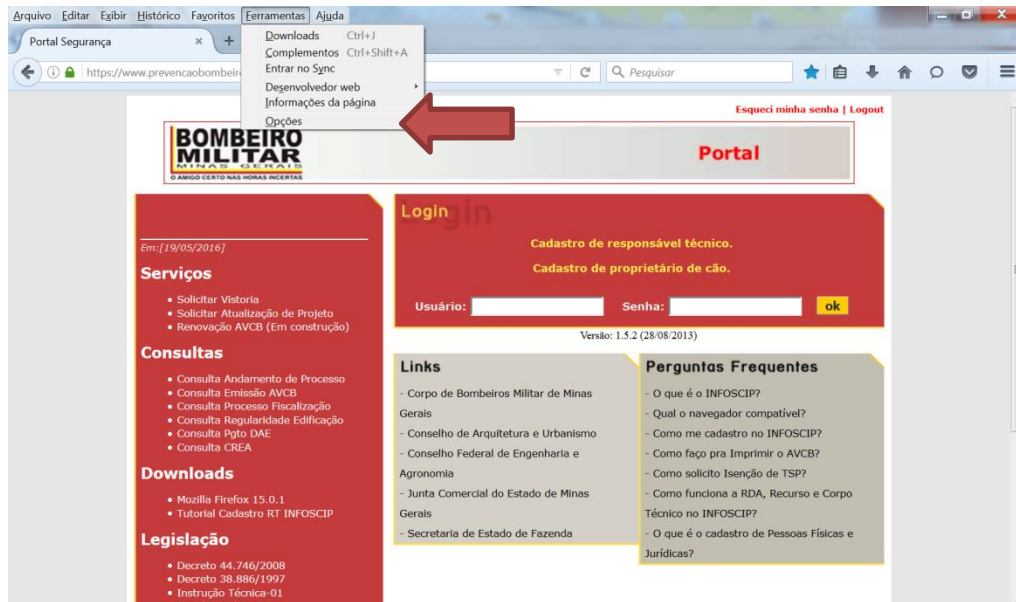 Arquivo Editar Exibir Histórico Favoritos Ferramentas Ajuda
Portal Segurança × +
Downloads Ctrl+J
Complementos Ctrl+Shift+A
Entrar no Sync
Desenvolvedor web
Informações da página
Opções
https://www.prevencaobombeiro
Pesquisar
Esqueci minha senha | Logout
BOMBEIRO
MILITAR
MINAS GERAIS
O AMIGO CERTO NAS HORAS INCERTAS
Portal
Em:[19/05/2016]
Serviços
• Solicitar Vistoria
• Solicitar Atualização de Projeto
• Renovação AVCB (Em construção)
Consultas
• Consulta Andamento de Processo
• Consulta Emissão AVCB
• Consulta Processo Fiscalização
• Consulta Regularidade Edificação
• Consulta Pgto DAE
• Consulta CREA
Downloads
• Mozilla Firefox 15.0.1
• Tutorial Cadastro RT INFOSCIP
Legislação
• Decreto 44.746/2008
• Decreto 38.886/1997
• Instrução Técnica-01
Login
Login
Cadastro de responsável técnico.
Cadastro de proprietário de cão.
Usuário: Senha: ok
Versão: 1.5.2 (28/08/2013)
Links
- Corpo de Bombeiros Militar de Minas
Gerais
- Conselho de Arquitetura e Urbanismo
- Conselho Federal de Engenharia e
Agronomia
- Junta Comercial do Estado de Minas
Gerais
- Secretaria de Estado de Fazenda
Perguntas Frequentes
- O que é o INFOSCIP?
- Qual o navegador compatível?
- Como me cadastro no INFOSCIP?
- Como faço pra Imprimir o AVCB?
- Como solicito Isenção de TSP?
- Como funciona a RDA, Recurso e Corpo
Técnico no INFOSCIP?
- O que é o cadastro de Pessoas Físicas e
Jurídicas?